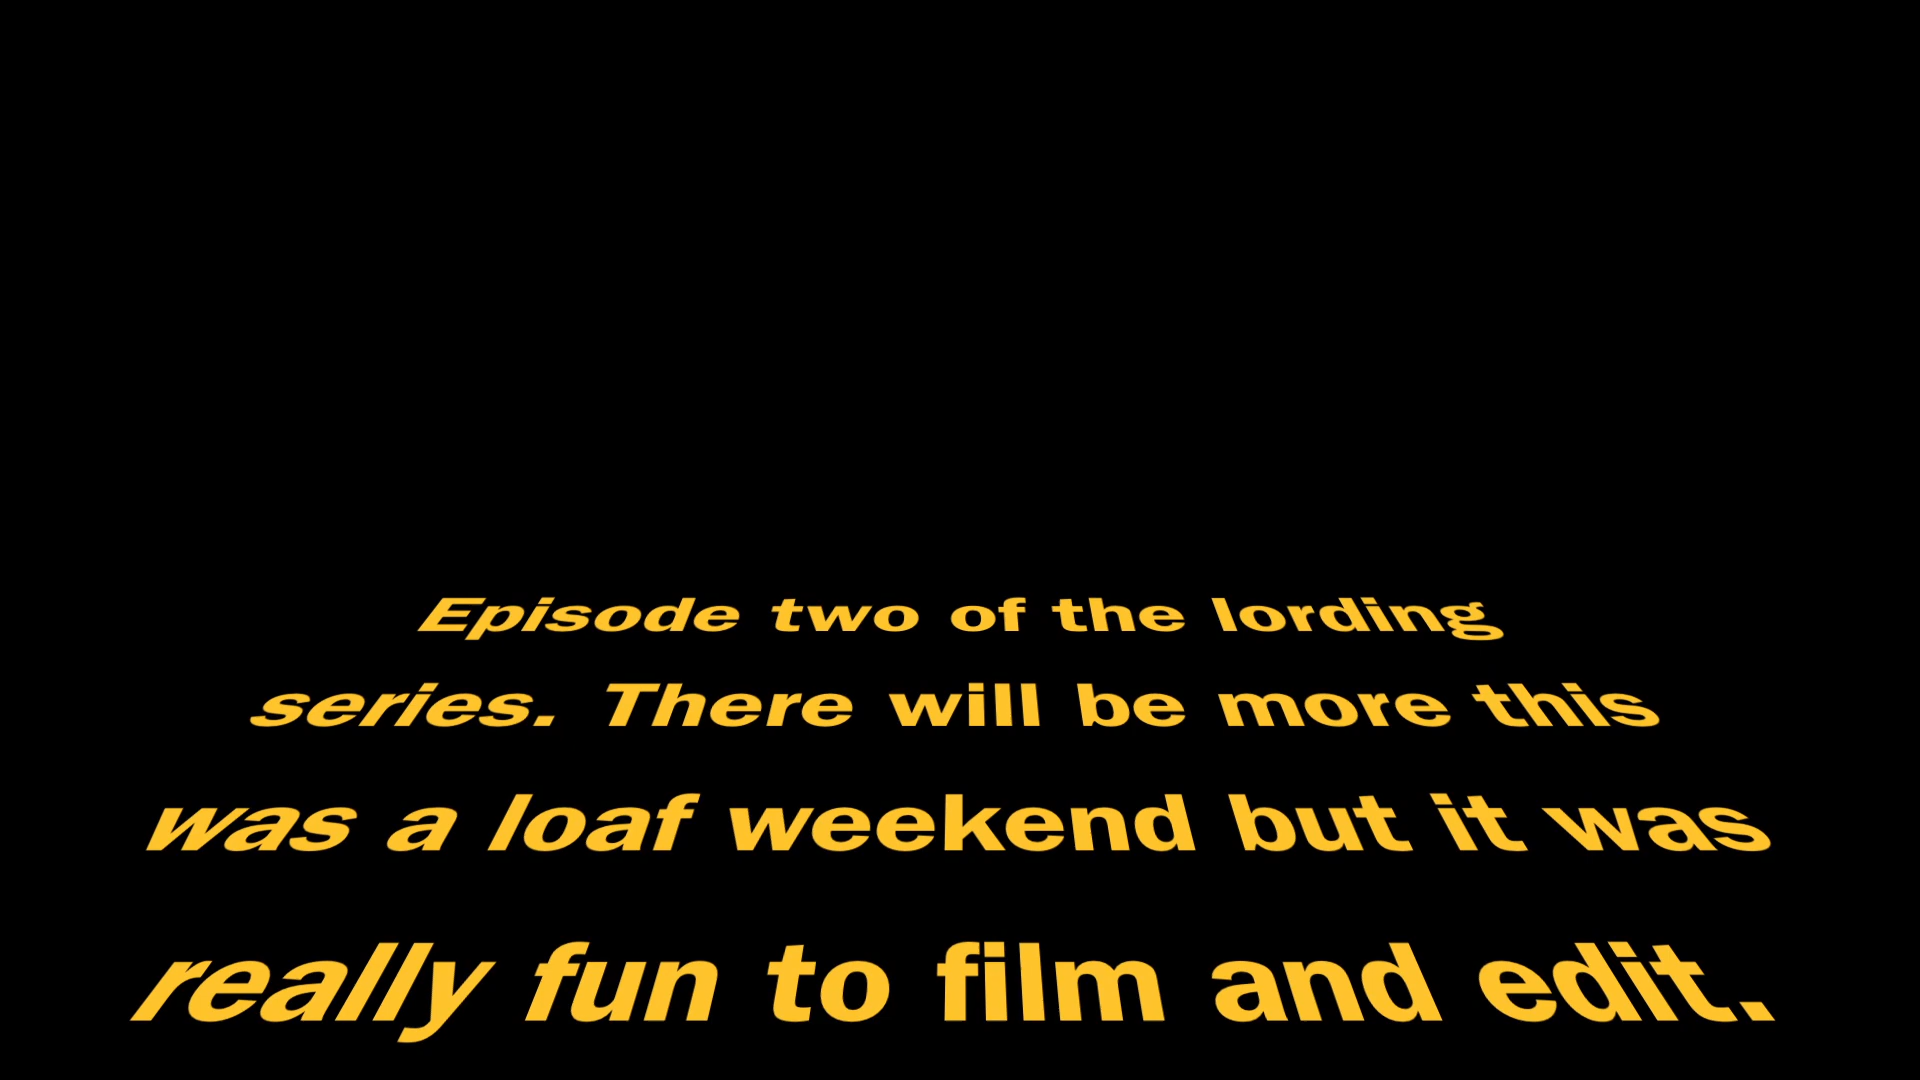 Episode two of the lording
series. There will be more this
was a loaf weekend but it was
really fun to film and edit.